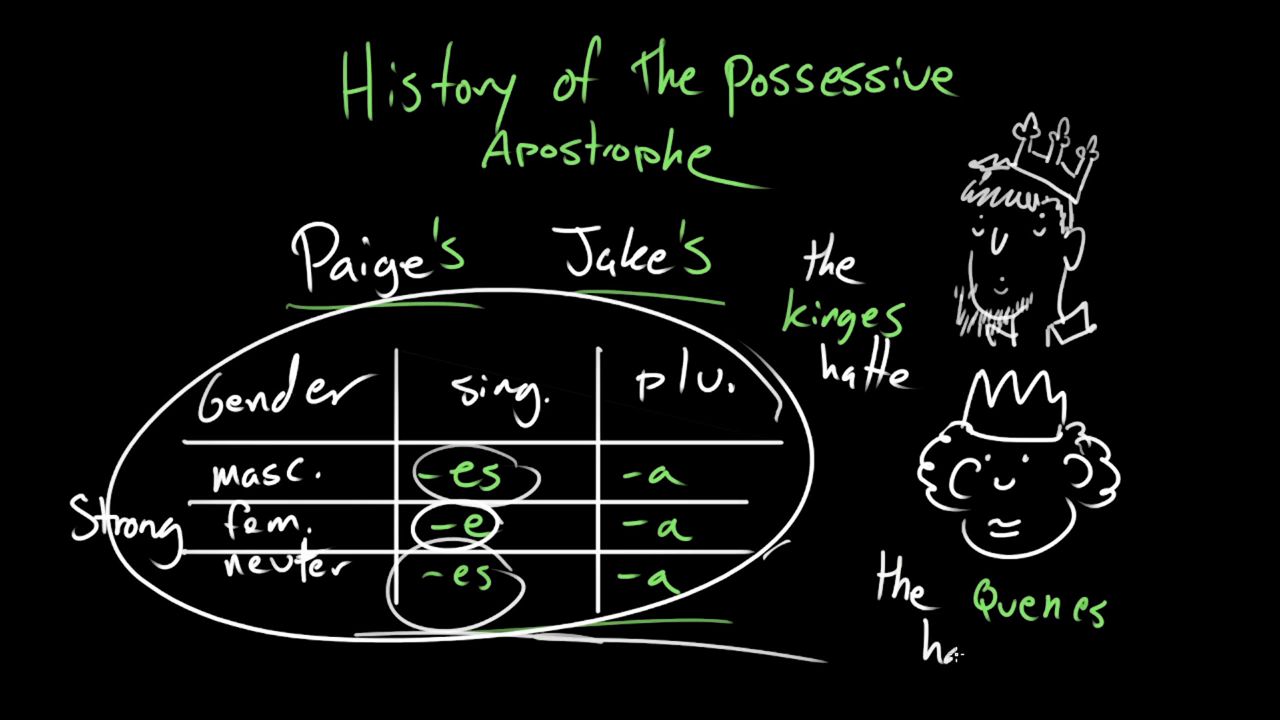 History of the Possessive
Apostrophe
Paige's Jake's
the
kinges
hatte
Gender sing. plu.
masc. -es -a
Strong fem. -e -a
neuter -es -a
the Quenes
ha